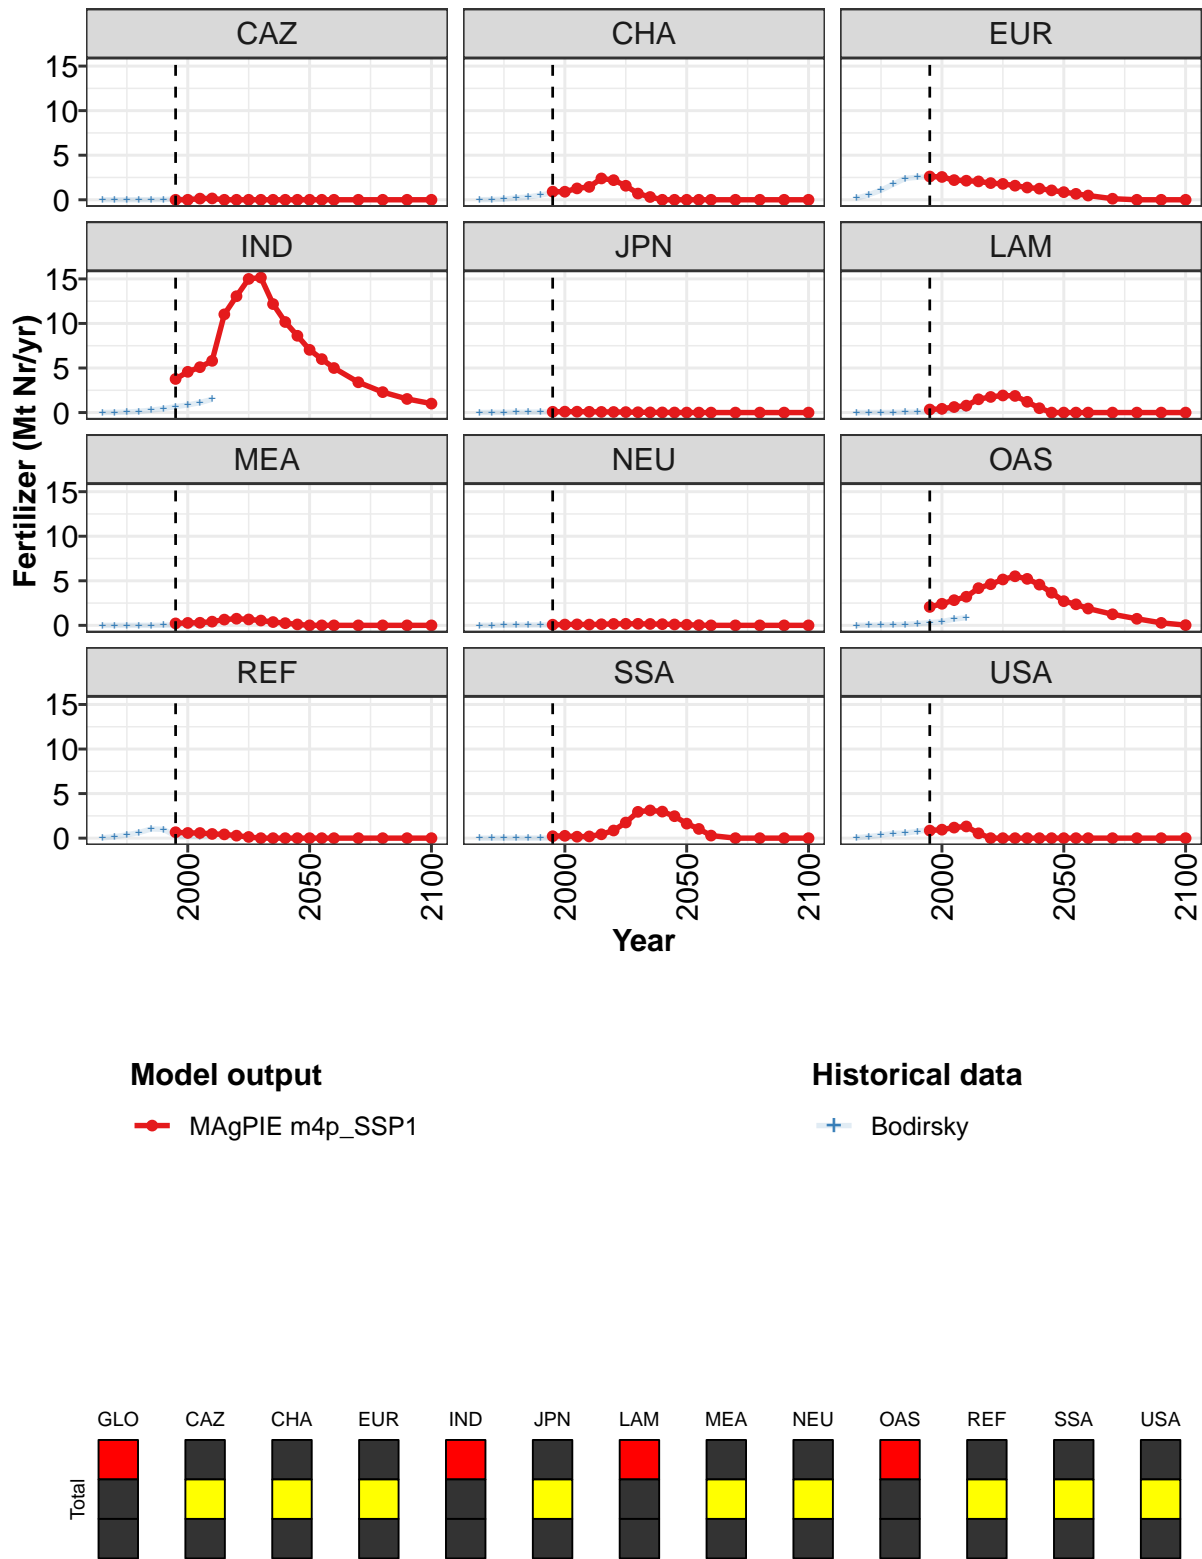 CAZ CHA EUR
15
10
5
0
IND JPN LAM
15
10
5
0
MEA NEU OAS
15
10
5
0
REF SSA USA
15
10
5
0
Fertilizer (Mt Nr/yr)
2000 2050 2100 2000 2050 2100 2000 2050 2100
Year
Model output Historical data
MAgPIE m4p_SSP1 Bodirsky
GLO CAZ CHA EUR IND JPN LAM MEA NEU OAS REF SSA USA
Total